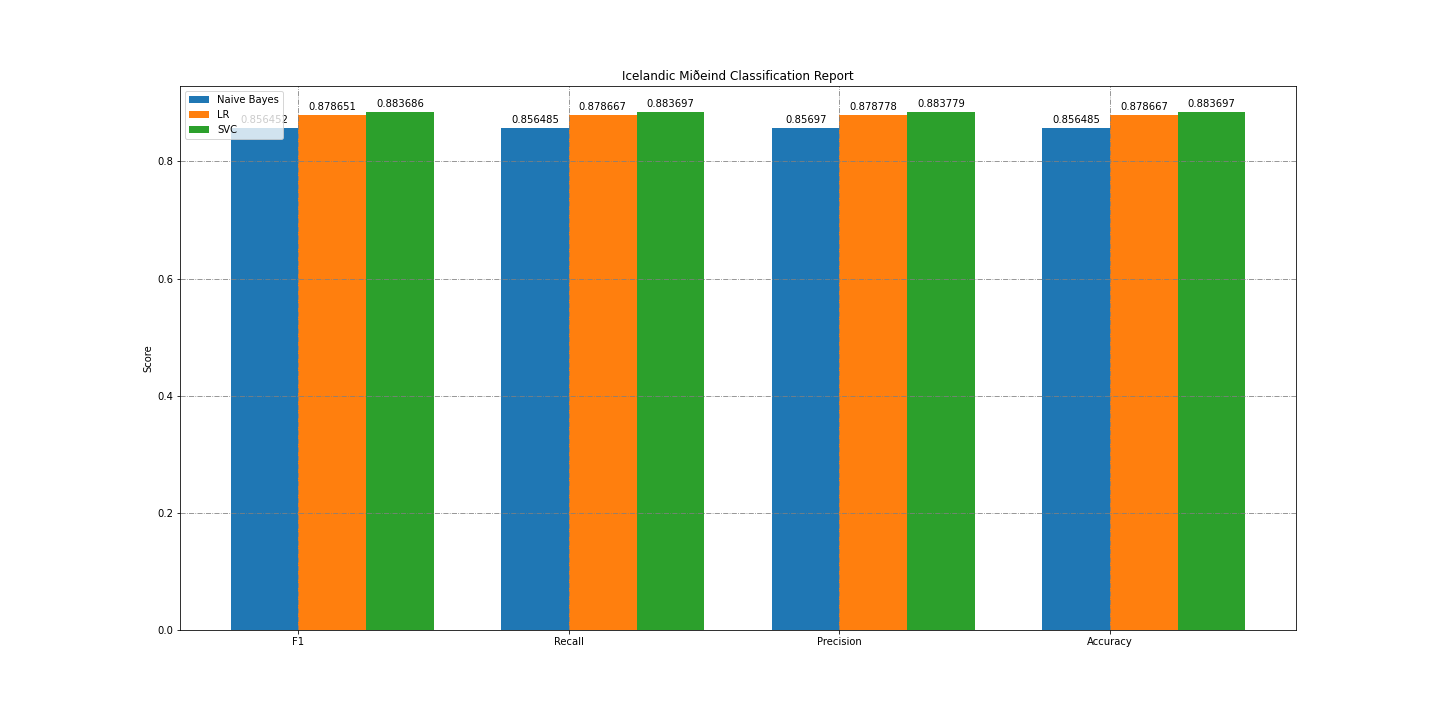 Icelandic Miðeind Classification Report
Naive Bayes
LR
SVC
0.856452
0.878651
0.883686
0.856485
0.878667
0.883697
0.85697
0.878778
0.883779
0.856485
0.878667
0.883697
Score
0.8
0.6
0.4
0.2
0.0
F1
Recall
Precision
Accuracy